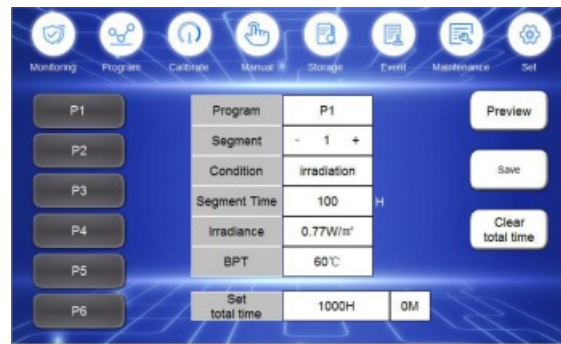 Monitoring Program Calibrate Manual Storage Event Maintenance Set
P1
P2
P3
P4
P5
P6
Program P1
Segment - 1 +
Condition irradiation
Segment Time 100 H
Irradiance 0.77W/㎡
BPT 60℃
Set total time 1000H 0M
Preview
Save
Clear
total time